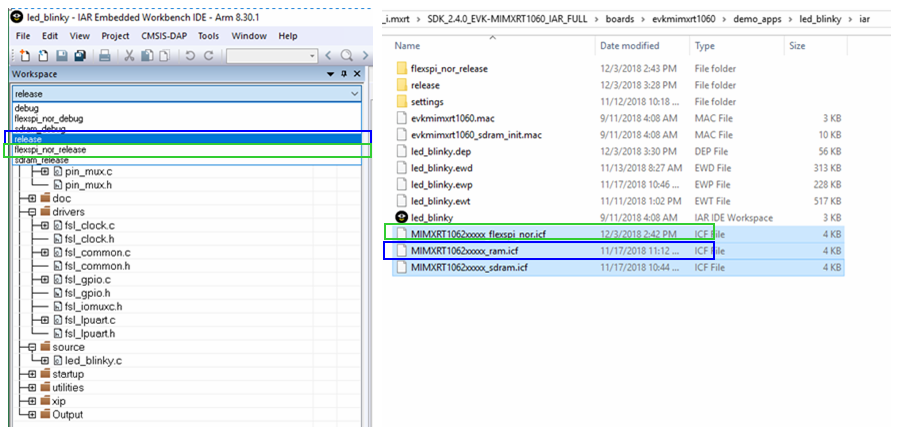 led_blinky - IAR Embedded Workbench IDE - Arm 8.30.1
File Edit View Project CMSIS-DAP Tools Window Help
Workspace
release
debug
flexspi_nor_debug
sdram_debug
release
flexspi_nor_release
sdram_release
pin_mux.c
pin_mux.h
doc
drivers
fsl_clock.c
fsl_clock.h
fsl_common.c
fsl_common.h
fsl_gpio.c
fsl_gpio.h
fsl_iomuxc.h
fsl_lpuart.c
fsl_lpuart.h
source
led_blinky.c
startup
utilities
xip
Output
_i.mxrt > SDK_2.4.0_EVK-MIMXRT1060_IAR_FULL > boards > evkmimxrt1060 > demo_apps > led_blinky > iar
Name Date modified Type Size
flexspi_nor_release 12/3/2018 2:43 PM File folder
release 12/3/2018 3:28 PM File folder
settings 11/12/2018 10:18 ... File folder
evkmimxrt1060.mac 9/11/2018 4:08 AM MAC File 3 KB
evkmimxrt1060_sdram_init.mac 9/11/2018 4:08 AM MAC File 10 KB
led_blinky.dep 12/3/2018 3:30 PM DEP File 56 KB
led_blinky.ewd 11/13/2018 8:27 AM EWD File 313 KB
led_blinky.ewp 11/17/2018 10:46 ... EWP File 228 KB
led_blinky.ewt 11/11/2018 1:02 PM EWT File 517 KB
led_blinky 9/11/2018 4:08 AM IAR IDE Workspace 3 KB
MIMXRT1062xxxxx_flexspi_nor.icf 12/3/2018 2:42 PM ICF File 4 KB
MIMXRT1062xxxxx_ram.icf 11/17/2018 11:12 ... ICF File 4 KB
MIMXRT1062xxxxx_sdram.icf 11/17/2018 10:44 ... ICF File 4 KB